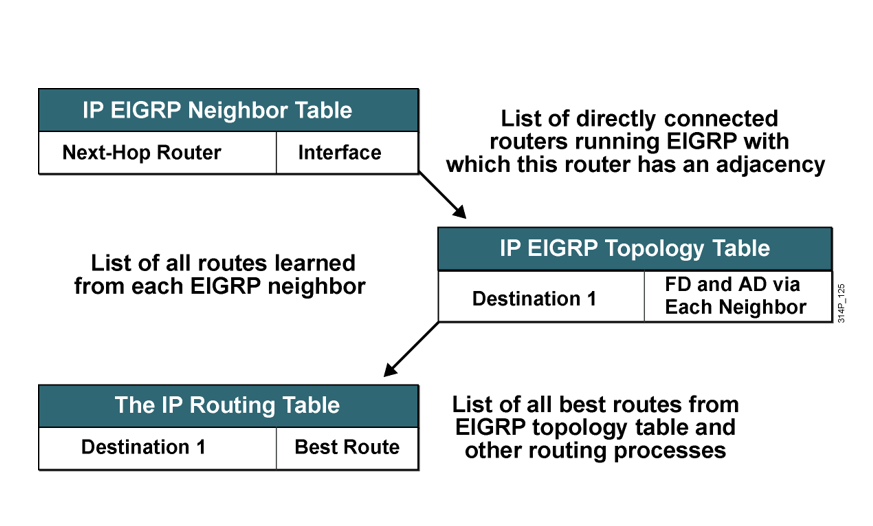 IP EIGRP Neighbor Table
Next-Hop Router
Interface
List of directly connected
routers running EIGRP with
which this router has an adjacency
List of all routes learned
from each EIGRP neighbor
IP EIGRP Topology Table
Destination 1
FD and AD via
Each Neighbor
314P_125
The IP Routing Table
Destination 1
Best Route
List of all best routes from
EIGRP topology table and
other routing processes